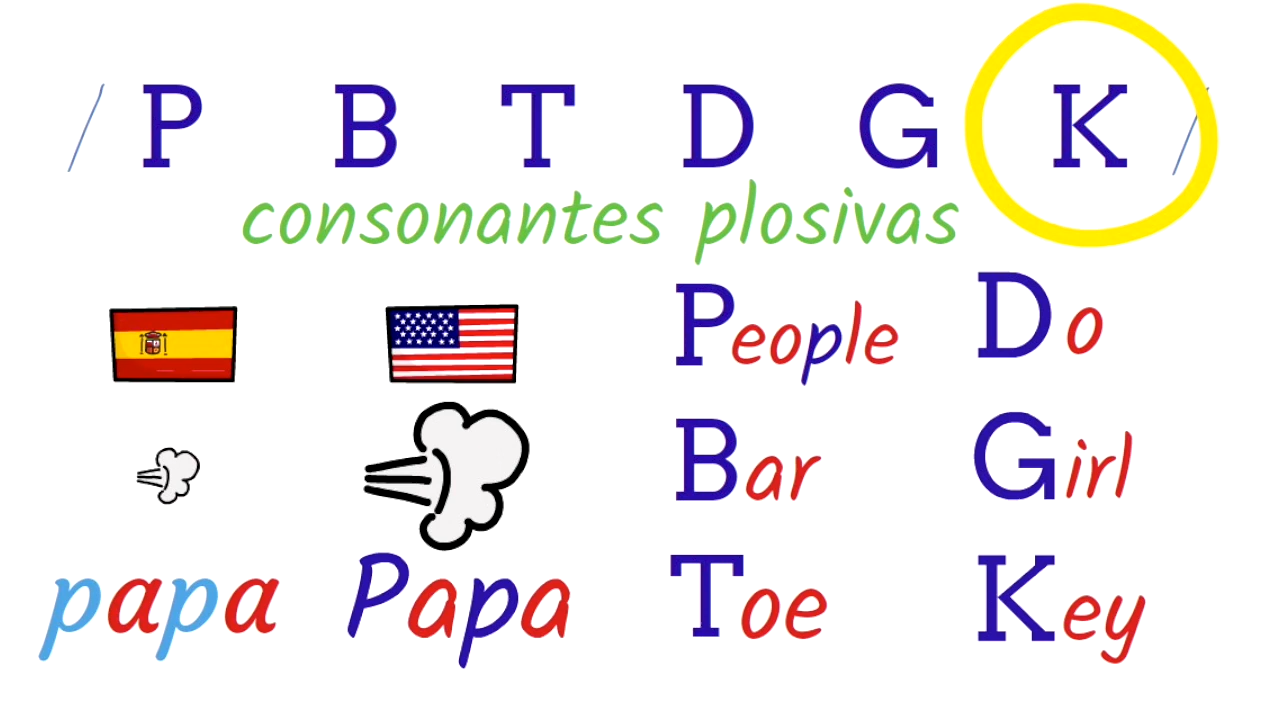 / P B T D G K /
consonantes plosivas
People Do
Bar Girl
papa Papa Toe Key